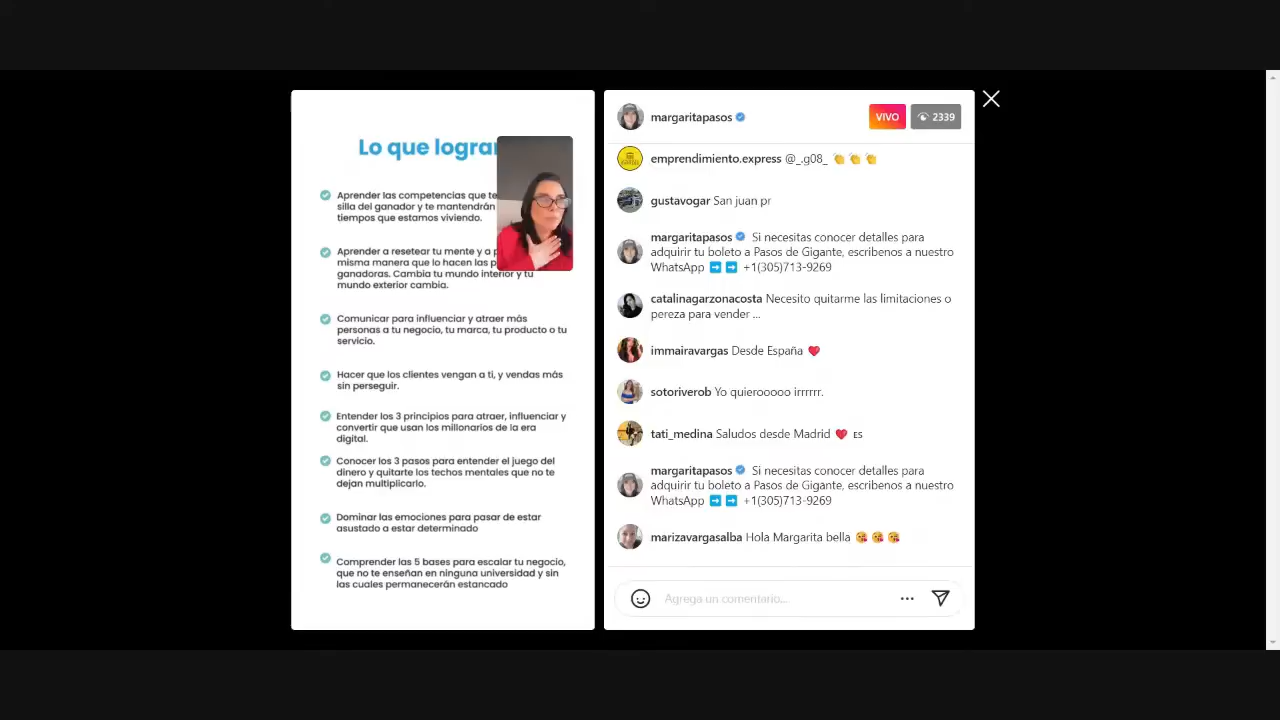 Lo que logra
Aprender las competencias que te
silla del ganador y te mantendrán
tiempos que estamos viviendo.
Aprender a resetear tu mente y a
misma manera que lo hacen las
ganadoras. Cambia tu mundo interior y tu
mundo exterior cambia.
Comunicar para influenciar y atraer más
personas a tu negocio, tu marca, tu producto o tu
servicio.
Hacer que los clientes vengan a ti, y vendas más
sin perseguir.
Entender los 3 principios para atraer, influenciar y
convertir que usan los millonarios de la era
digital.
Conocer los 3 pasos para entender el juego del
dinero y quitarte los techos mentales que no te
dejan multiplicarlo.
Dominar las emociones para pasar de estar
asustado a estar determinado
Comprender las 5 bases para escalar tu negocio,
que no te enseñan en ninguna universidad y sin
las cuales permanecerán estancado
margaritapasos VIVO 2339
emprendimiento.express @_.g08_ 👏 👏 👏
gustavogar San juan pr
margaritapasos Si necesitas conocer detalles para
adquirir tu boleto a Pasos de Gigante, escribenos a nuestro
WhatsApp ➡️ ➡️ +1(305)713-9269
catalinagarzonacosta Necesito quitarme las limitaciones o
pereza para vender ...
immairavargas Desde España ❤️
sotoriverob Yo quierooooo irrrrrr.
tati_medina Saludos desde Madrid ❤️ ES
margaritapasos Si necesitas conocer detalles para
adquirir tu boleto a Pasos de Gigante, escribenos a nuestro
WhatsApp ➡️ ➡️ +1(305)713-9269
marizavargasalba Hola Margarita bella 😘 😘 😘
Agrega un comentario...